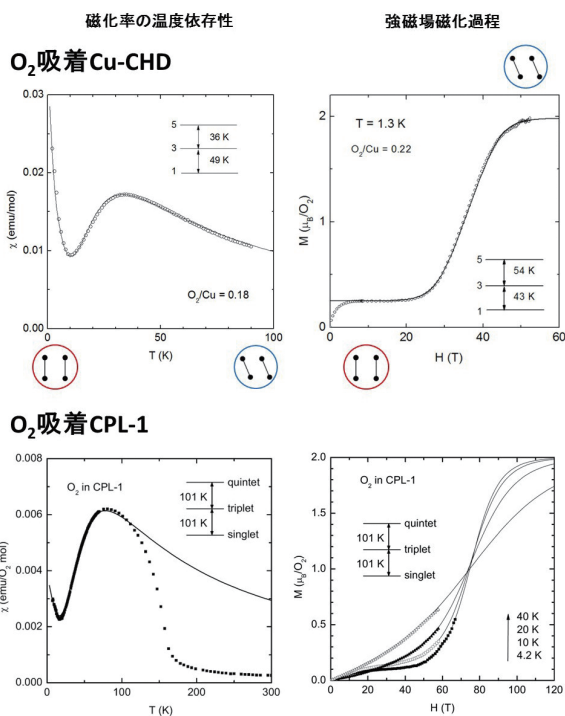 磁化率の温度依存性
強磁場磁化過程
O₂吸着Cu-CHD
0.03
0.02
0.01
0.00
χ (emu/mol)
5
36 K
3
49 K
1
O₂/Cu = 0.18
0
50
100
T (K)
2
1
0
M (μB/O₂)
T = 1.3 K
O₂/Cu = 0.22
5
54 K
3
43 K
1
0
20
40
60
H (T)
O₂吸着CPL-1
0.008
0.006
0.004
0.002
0.000
χ (emu/O₂ mol)
O₂ in CPL-1
quintet
101 K
triplet
101 K
singlet
0
100
200
300
T (K)
2.0
1.5
1.0
0.5
0.0
M (μB/O₂)
O₂ in CPL-1
quintet
101 K
triplet
101 K
singlet
40 K
20 K
10 K
4.2 K
0
20
40
60
80
100
120
H (T)